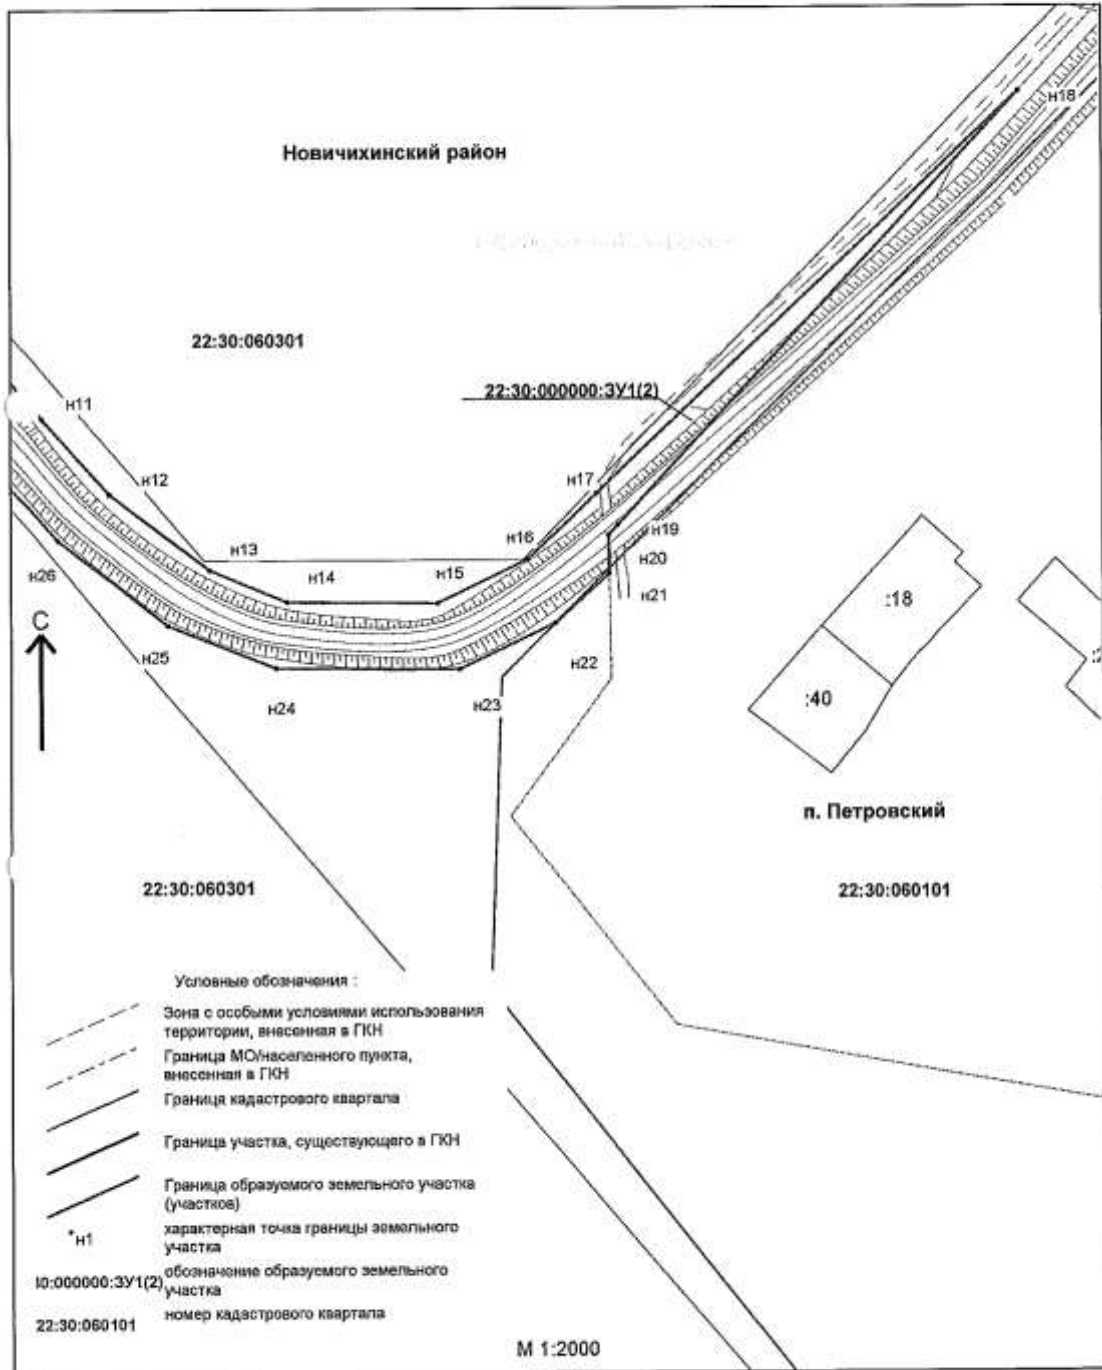 н18
Новичихинский район
22:30:060301
22:30:000000:ЗУ1(2)
н11
н12
н17
н16
н19
н13
н20
н14
н15
н21
н26
:18
С
н25
н22
:40
н24
н23
п. Петровский
22:30:060301
22:30:060101
Условные обозначения :
Зона с особыми условиями использования
территории, внесенная в ГКН
Граница МО/населенного пункта,
внесенная в ГКН
Граница кадастрового квартала
Граница участка, существующего в ГКН
Граница образуемого земельного участка
(участков)
н1
характерная точка границы земельного
участка
0:000000:ЗУ1(2)
обозначение образуемого земельного
участка
22:30:060101
номер кадастрового квартала
М 1:2000